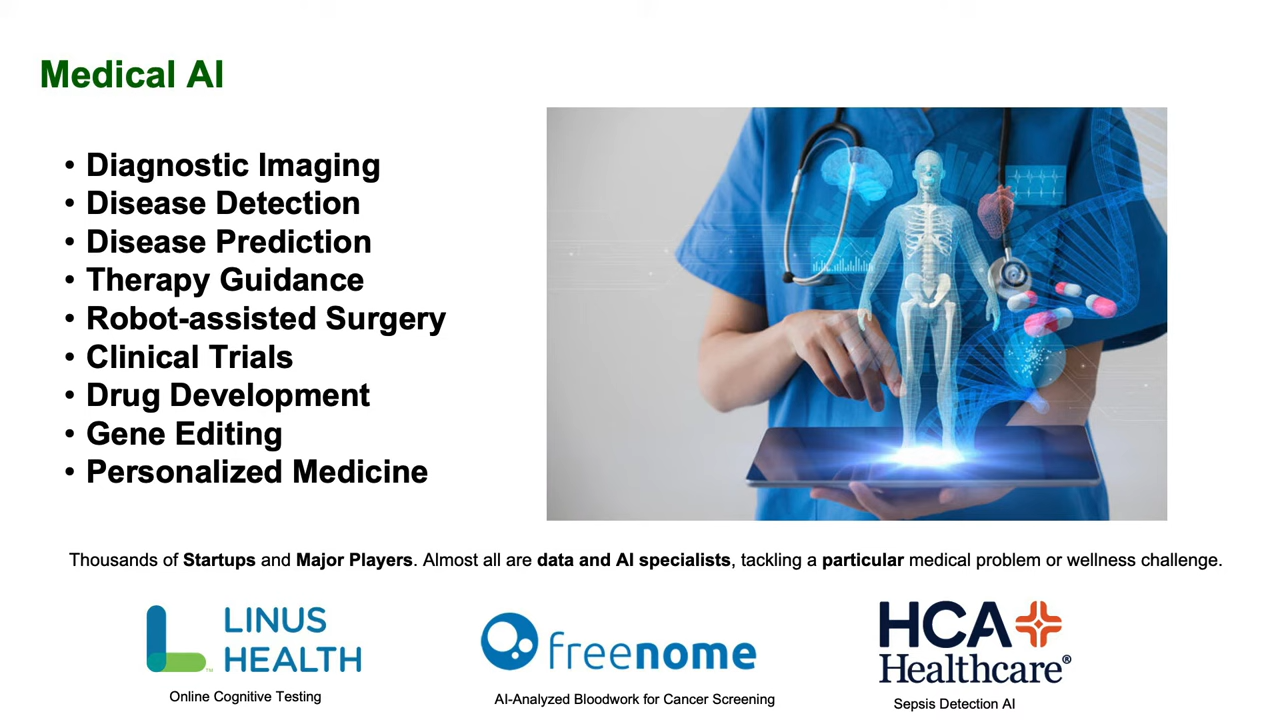 Medical AI
• Diagnostic Imaging
• Disease Detection
• Disease Prediction
• Therapy Guidance
• Robot-assisted Surgery
• Clinical Trials
• Drug Development
• Gene Editing
• Personalized Medicine
Thousands of Startups and Major Players. Almost all are data and AI specialists, tackling a particular medical problem or wellness challenge.
LINUS
HEALTH™
Online Cognitive Testing
freenome
AI-Analyzed Bloodwork for Cancer Screening
HCA
Healthcare®
Sepsis Detection AI